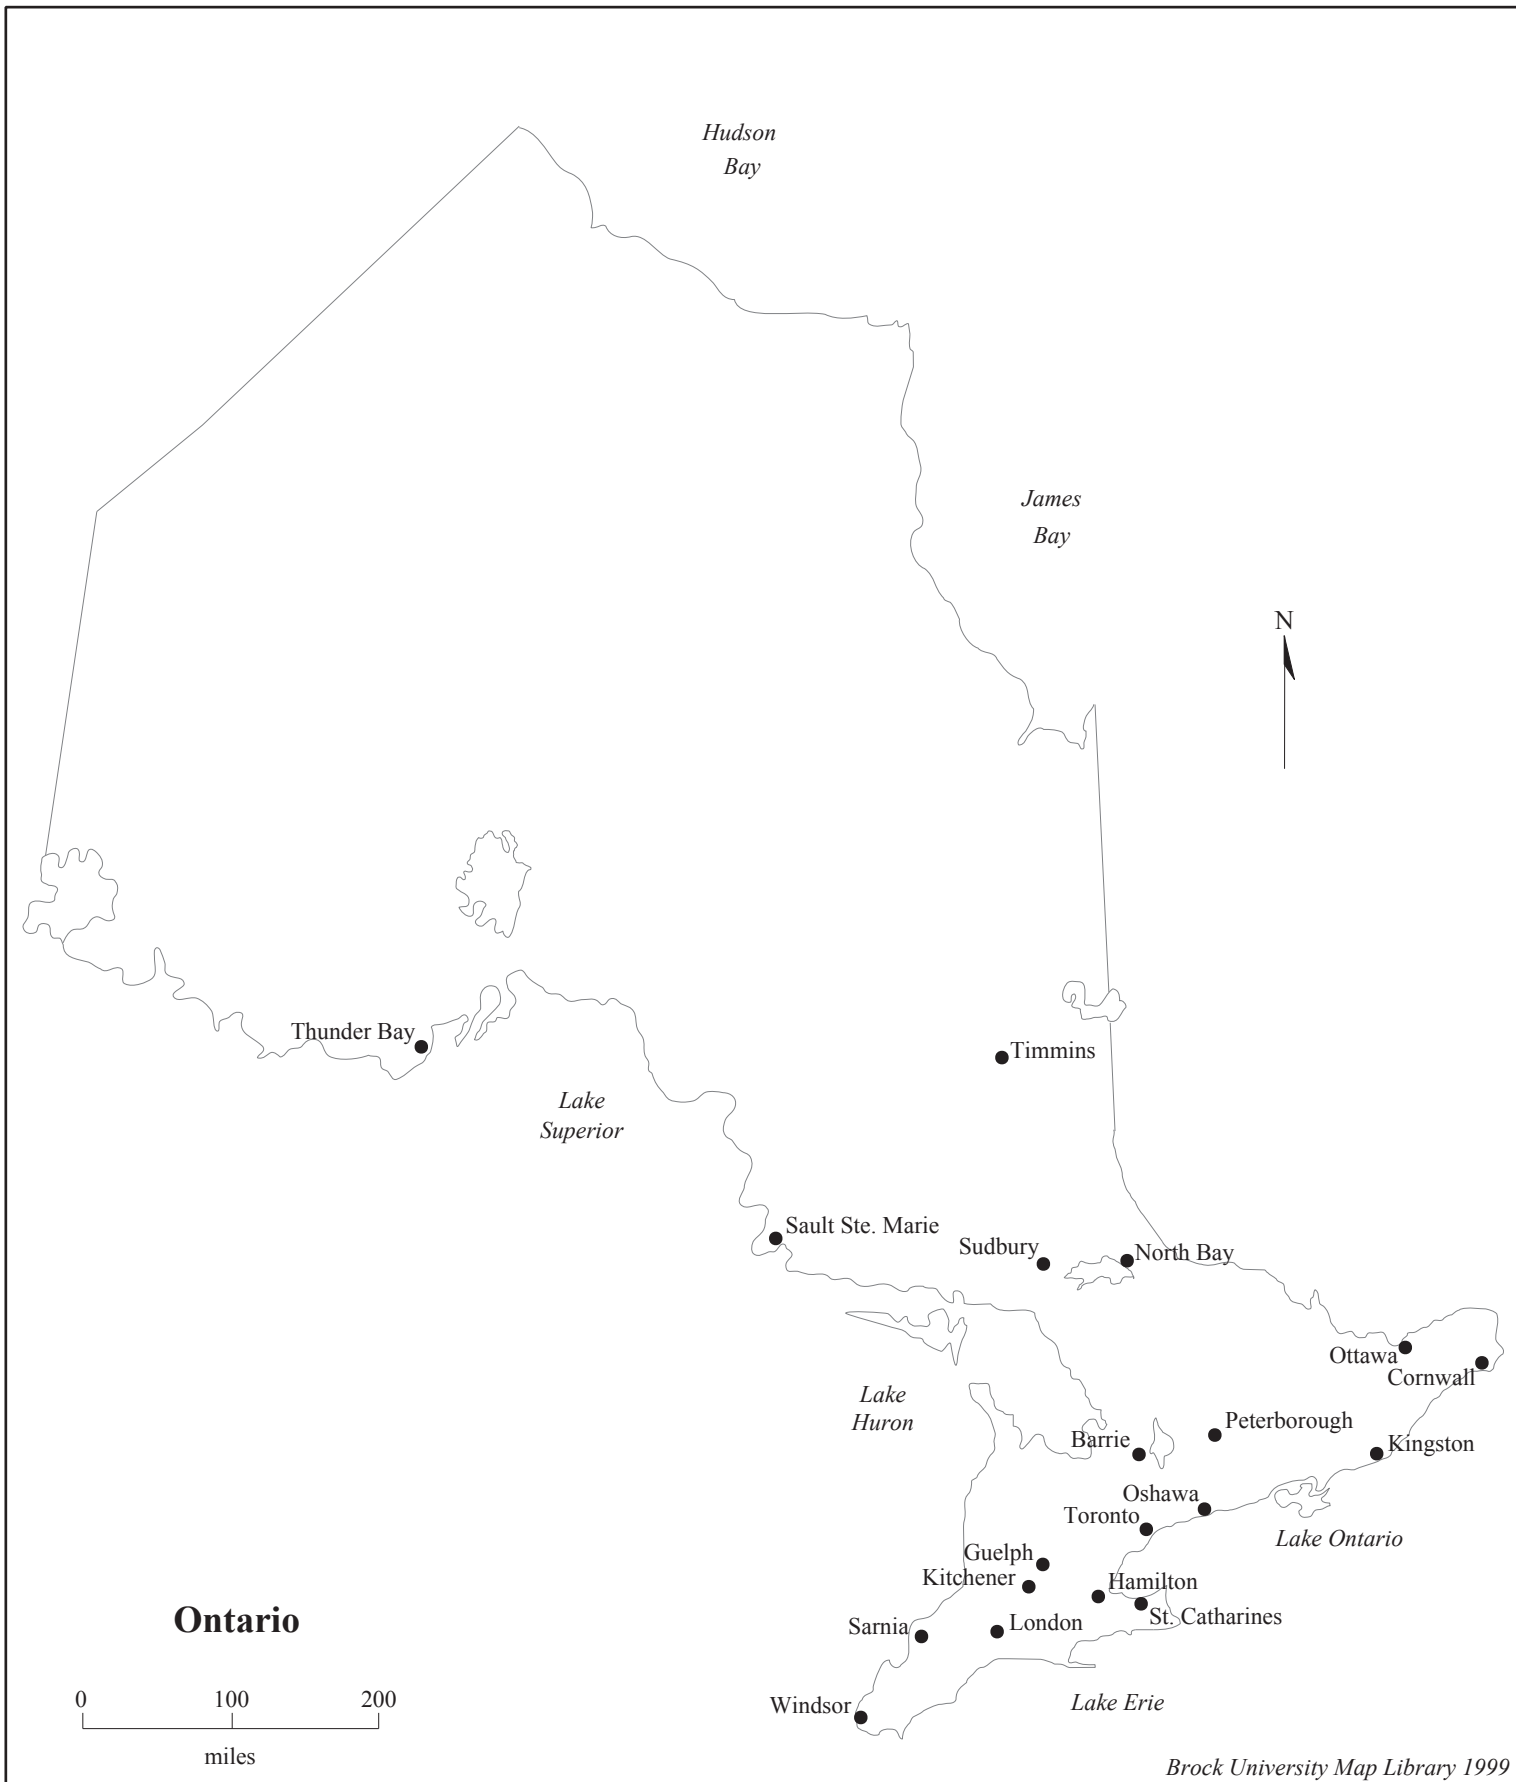 Hudson
Bay
James
Bay
N
Thunder Bay
Timmins
Lake
Superior
Sault Ste. Marie
Sudbury
North Bay
Ottawa
Cornwall
Lake
Huron
Peterborough
Barrie
Kingston
Oshawa
Toronto
Lake Ontario
Guelph
Kitchener
Hamilton
St. Catharines
Ontario
Sarnia
London
0 100 200
miles
Windsor
Lake Erie
Brock University Map Library 1999